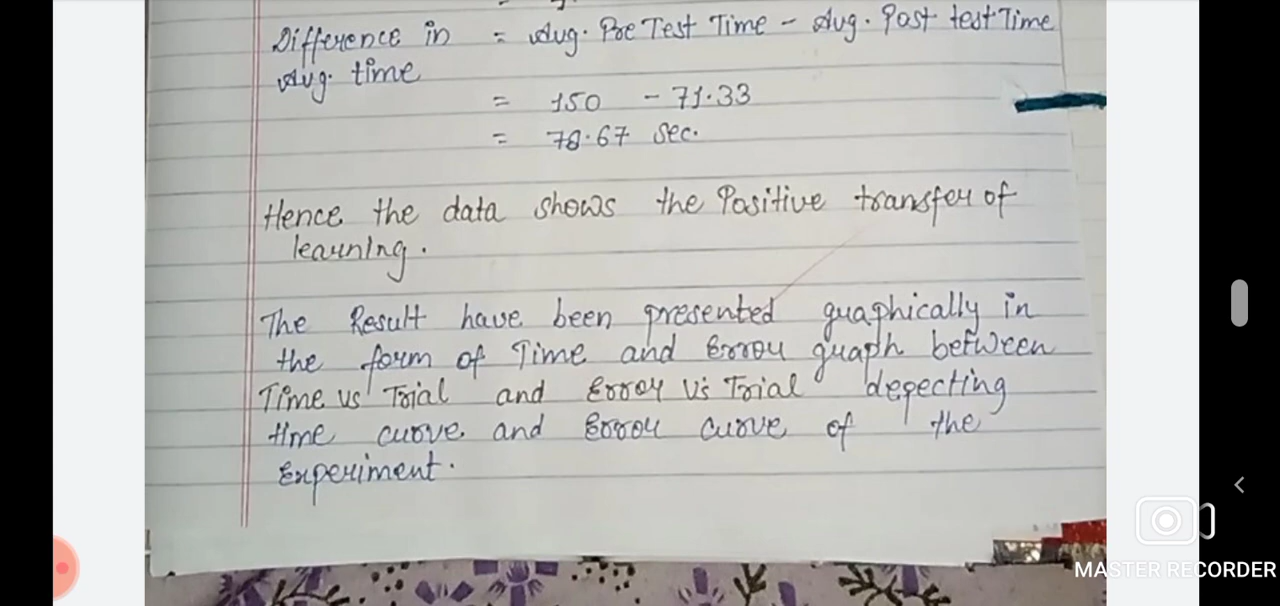 Difference in = Avg. Pre Test Time - Avg. Post test Time
Avg. time
= 150 - 71.33
= 78.67 sec.
Hence the data shows the Positive transfer of
learning.
The Result have been presented graphically in
the form of Time and Error graph between
Time vs Trial and Error Vs Trial depecting
time curve and Error curve of the
Experiment.
MASTER RECORDER